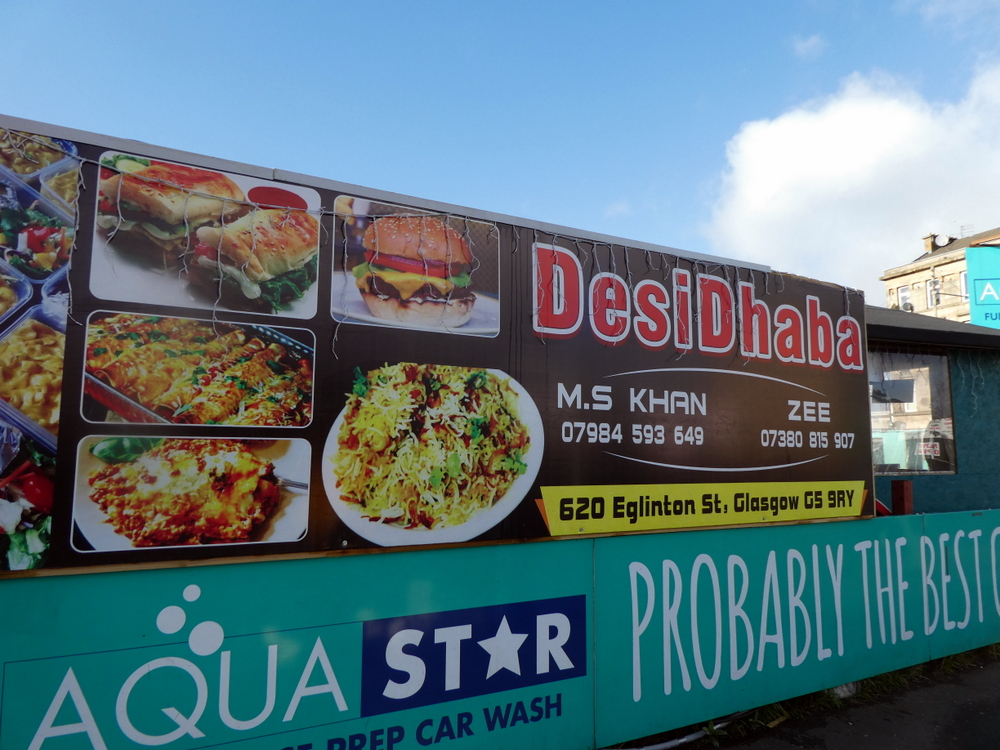 DesiDhaba
M.S KHAN
07984 593 649
ZEE
07380 815 907
620 Eglinton St, Glasgow G5 9RY
AQUA STAR
PREP CAR WASH
PROBABLY THE BEST